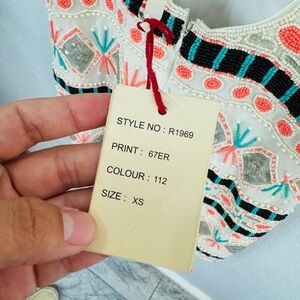 STYLE NO : R1969
PRINT : 67ER
COLOUR : 112
SIZE : XS